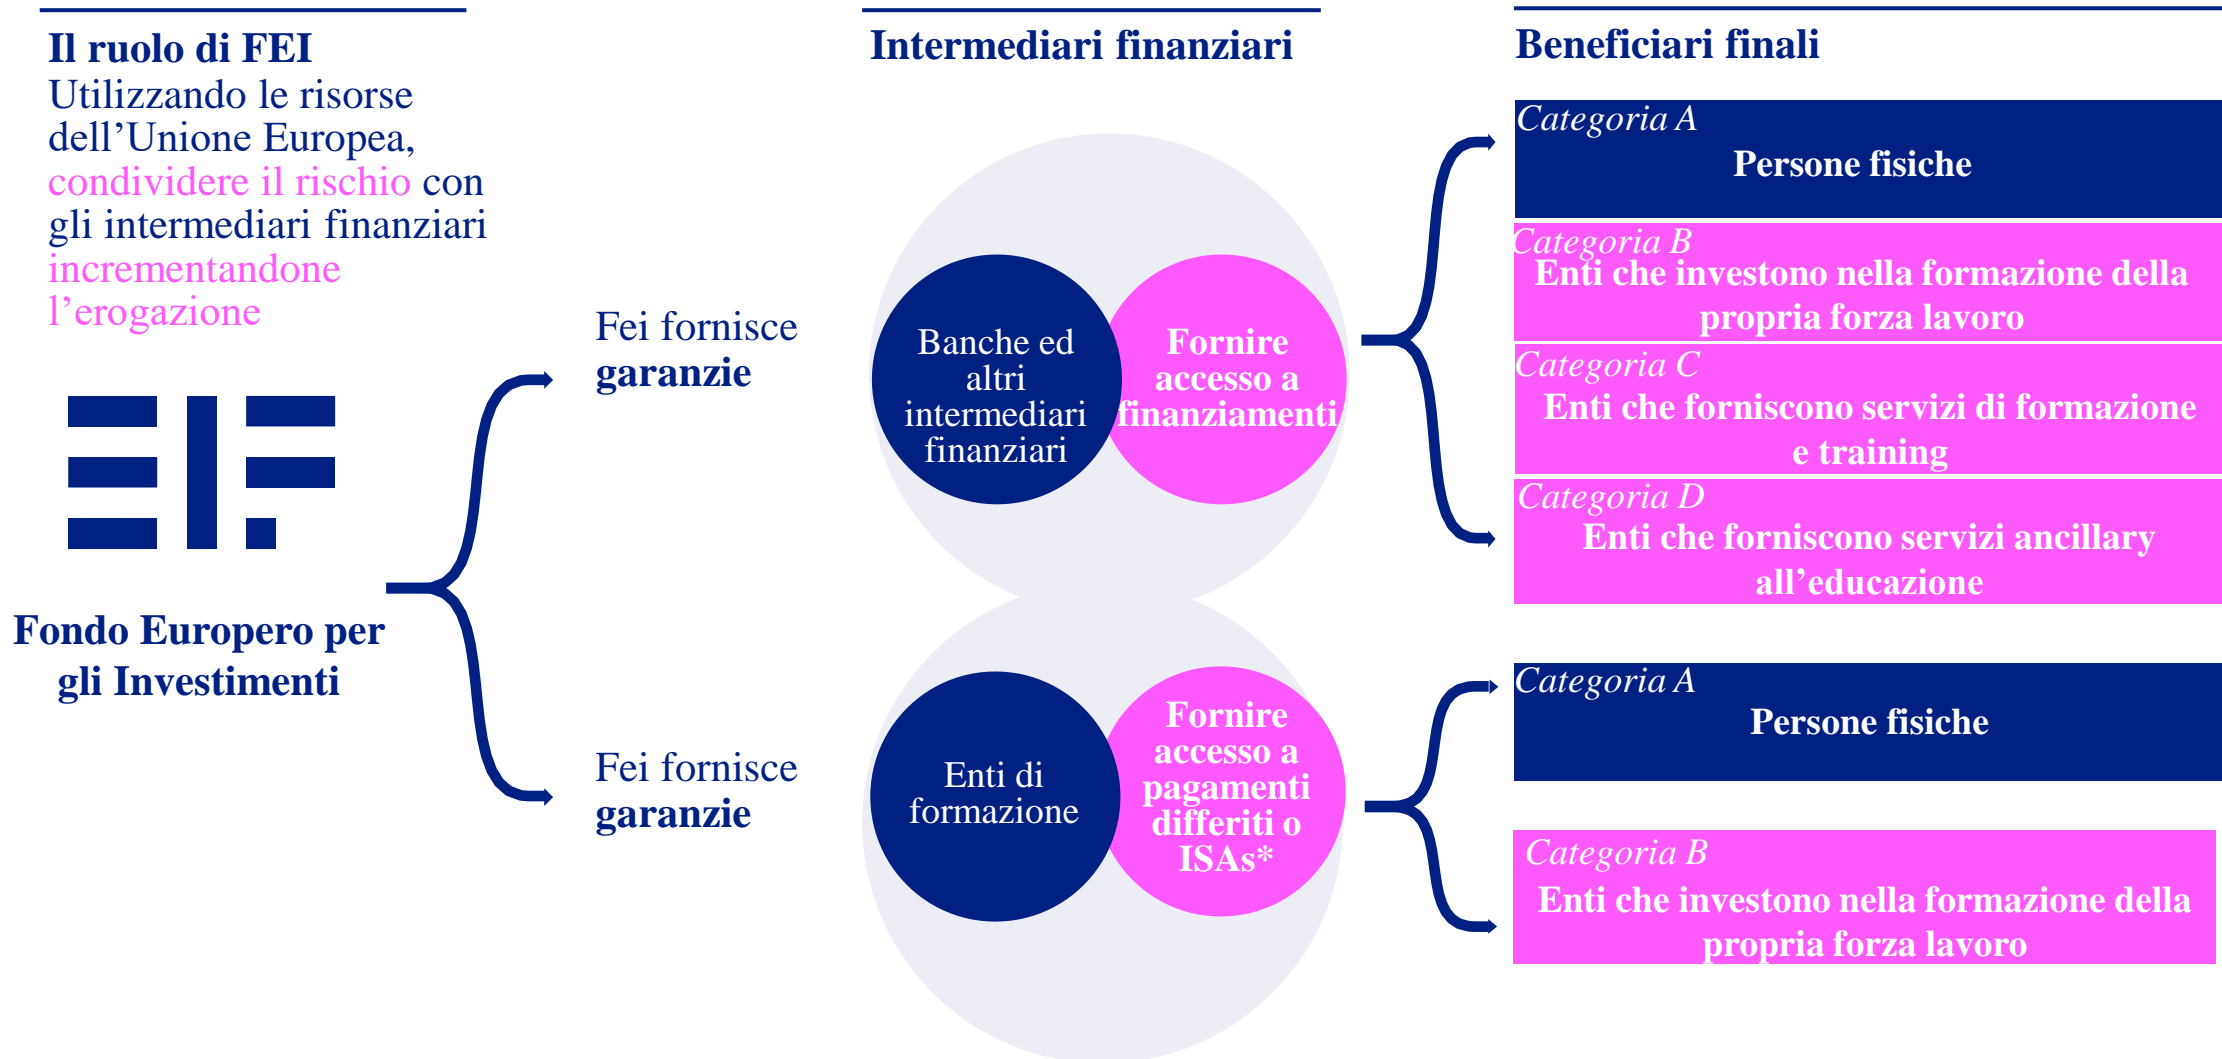 Il ruolo di FEI
Utilizzando le risorse
dell’Unione Europea,
condividere il rischio con
gli intermediari finanziari
incrementandone
l’erogazione
Fondo Europero per
gli Investimenti
Fei fornisce
garanzie
Fei fornisce
garanzie
Intermediari finanziari
Banche ed
altri
intermediari
finanziari
Fornire
accesso a
finanziamenti
Enti di
formazione
Fornire
accesso a
pagamenti
differiti o
ISAs*
Beneficiari finali
Categoria A
Persone fisiche
Categoria B
Enti che investono nella formazione della
propria forza lavoro
Categoria C
Enti che forniscono servizi di formazione
e training
Categoria D
Enti che forniscono servizi ancillary
all’educazione
Categoria A
Persone fisiche
Categoria B
Enti che investono nella formazione della
propria forza lavoro